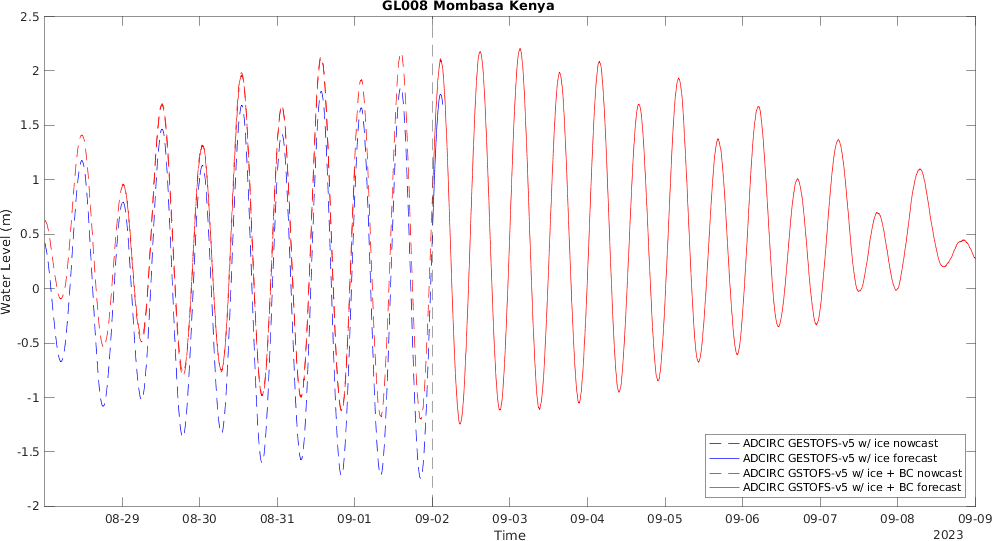 GL008 Mombasa Kenya
2.5
2
1.5
1
0.5
0
-0.5
-1
-1.5
-2
Water Level (m)
ADCIRC GESTOFS-v5 w/ ice nowcast
ADCIRC GESTOFS-v5 w/ ice forecast
ADCIRC GSTOFS-v5 w/ ice + BC nowcast
ADCIRC GSTOFS-v5 w/ ice + BC forecast
08-29 08-30 08-31 09-01 09-02 09-03 09-04 09-05 09-06 09-07 09-08 09-09
Time
2023